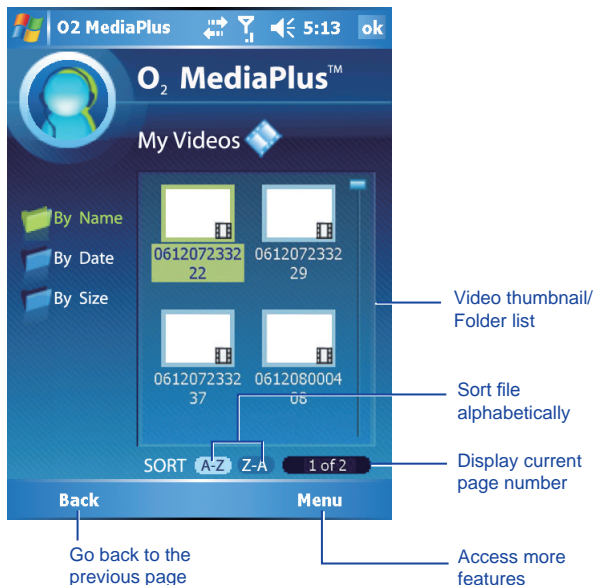 O2 MediaPlus 5:13 ok
O2 MediaPlus™
My Videos
By Name
By Date
By Size
0612072332
22
0612072332
29
0612072332
37
0612080004
08
SORT A-Z Z-A 1 of 2
Back Menu
Video thumbnail/
Folder list
Sort file
alphabetically
Display current
page number
Go back to the
previous page
Access more
features